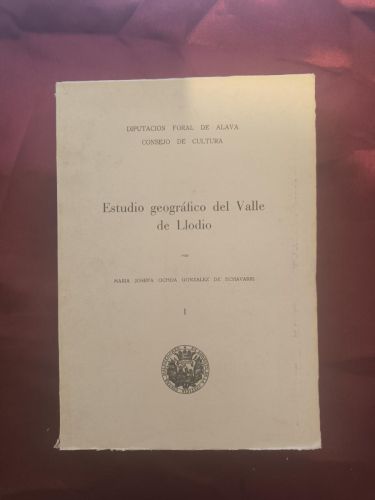 DIPUTACION FORAL DE ALAVA
CONSEJO DE CULTURA
Estudio geográfico del Valle
de Llodio
POR
MARIA JOSEFA OCHOA GONZALEZ DE ECHAVARRI
I